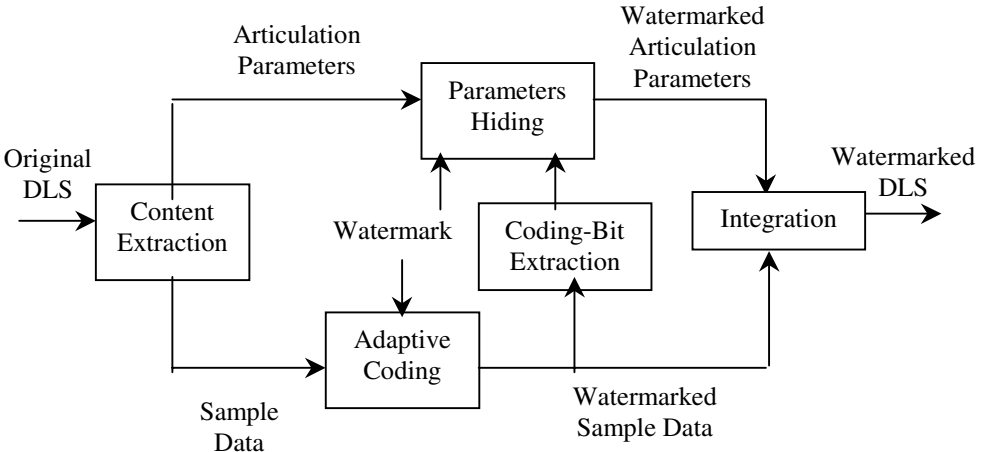 Articulation
Parameters
Watermarked
Articulation
Parameters
Parameters
Hiding
Original
DLS
Content
Extraction
Watermark
Coding-Bit
Extraction
Integration
Watermarked
DLS
Adaptive
Coding
Sample
Data
Watermarked
Sample Data